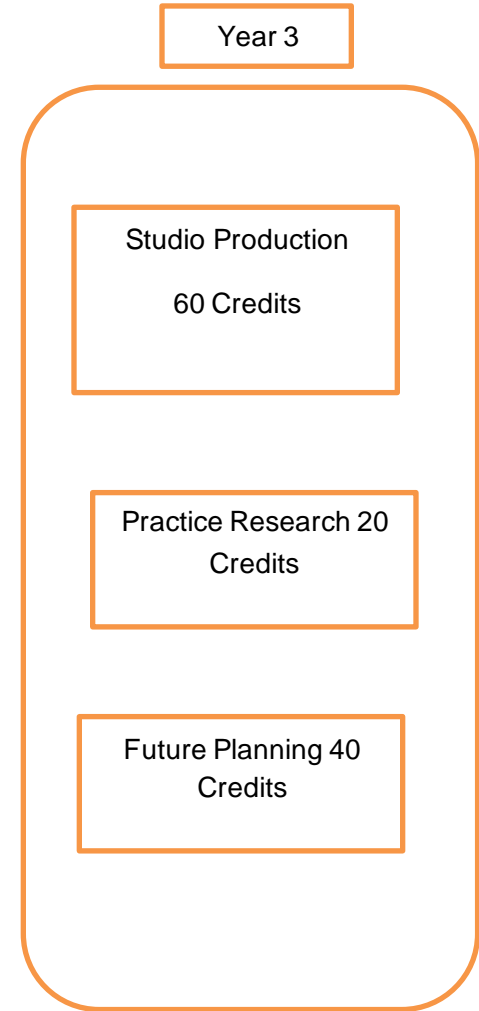 Year 3
Studio Production
60 Credits
Practice Research 20
Credits
Future Planning 40
Credits